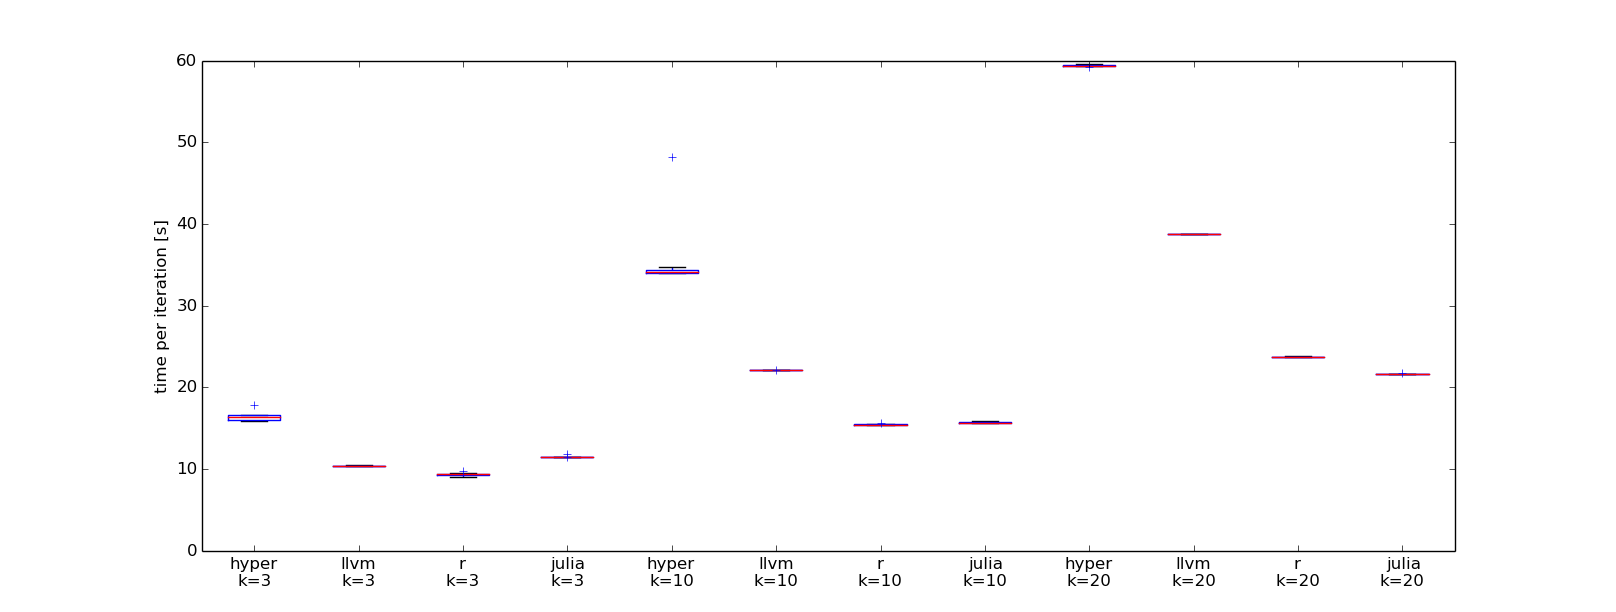 60
50
40
30
20
10
0
time per iteration [s]
hyper llvm r julia hyper llvm r julia hyper llvm r julia
k=3 k=3 k=3 k=3 k=10 k=10 k=10 k=10 k=20 k=20 k=20 k=20